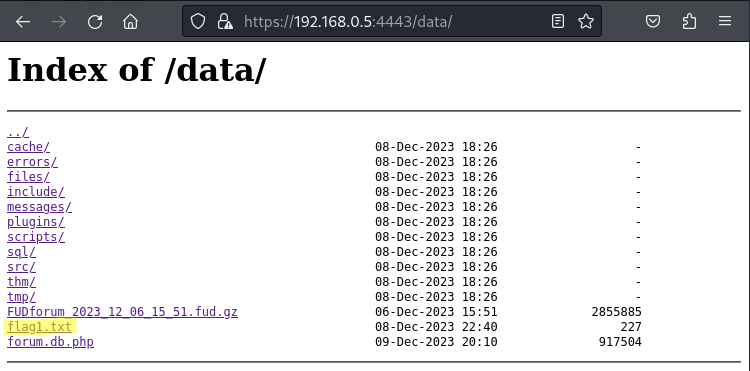 https://192.168.0.5:4443/data/
Index of /data/
../
cache/ 08-Dec-2023 18:26 -
errors/ 08-Dec-2023 18:26 -
files/ 08-Dec-2023 18:26 -
include/ 08-Dec-2023 18:26 -
messages/ 08-Dec-2023 18:26 -
plugins/ 08-Dec-2023 18:26 -
scripts/ 08-Dec-2023 18:26 -
sql/ 08-Dec-2023 18:26 -
src/ 08-Dec-2023 18:26 -
thm/ 08-Dec-2023 18:26 -
tmp/ 08-Dec-2023 18:26 -
FUDforum_2023_12_06_15_51.fud.gz 06-Dec-2023 15:51 2855885
flag1.txt 08-Dec-2023 22:40 227
forum.db.php 09-Dec-2023 20:10 917504